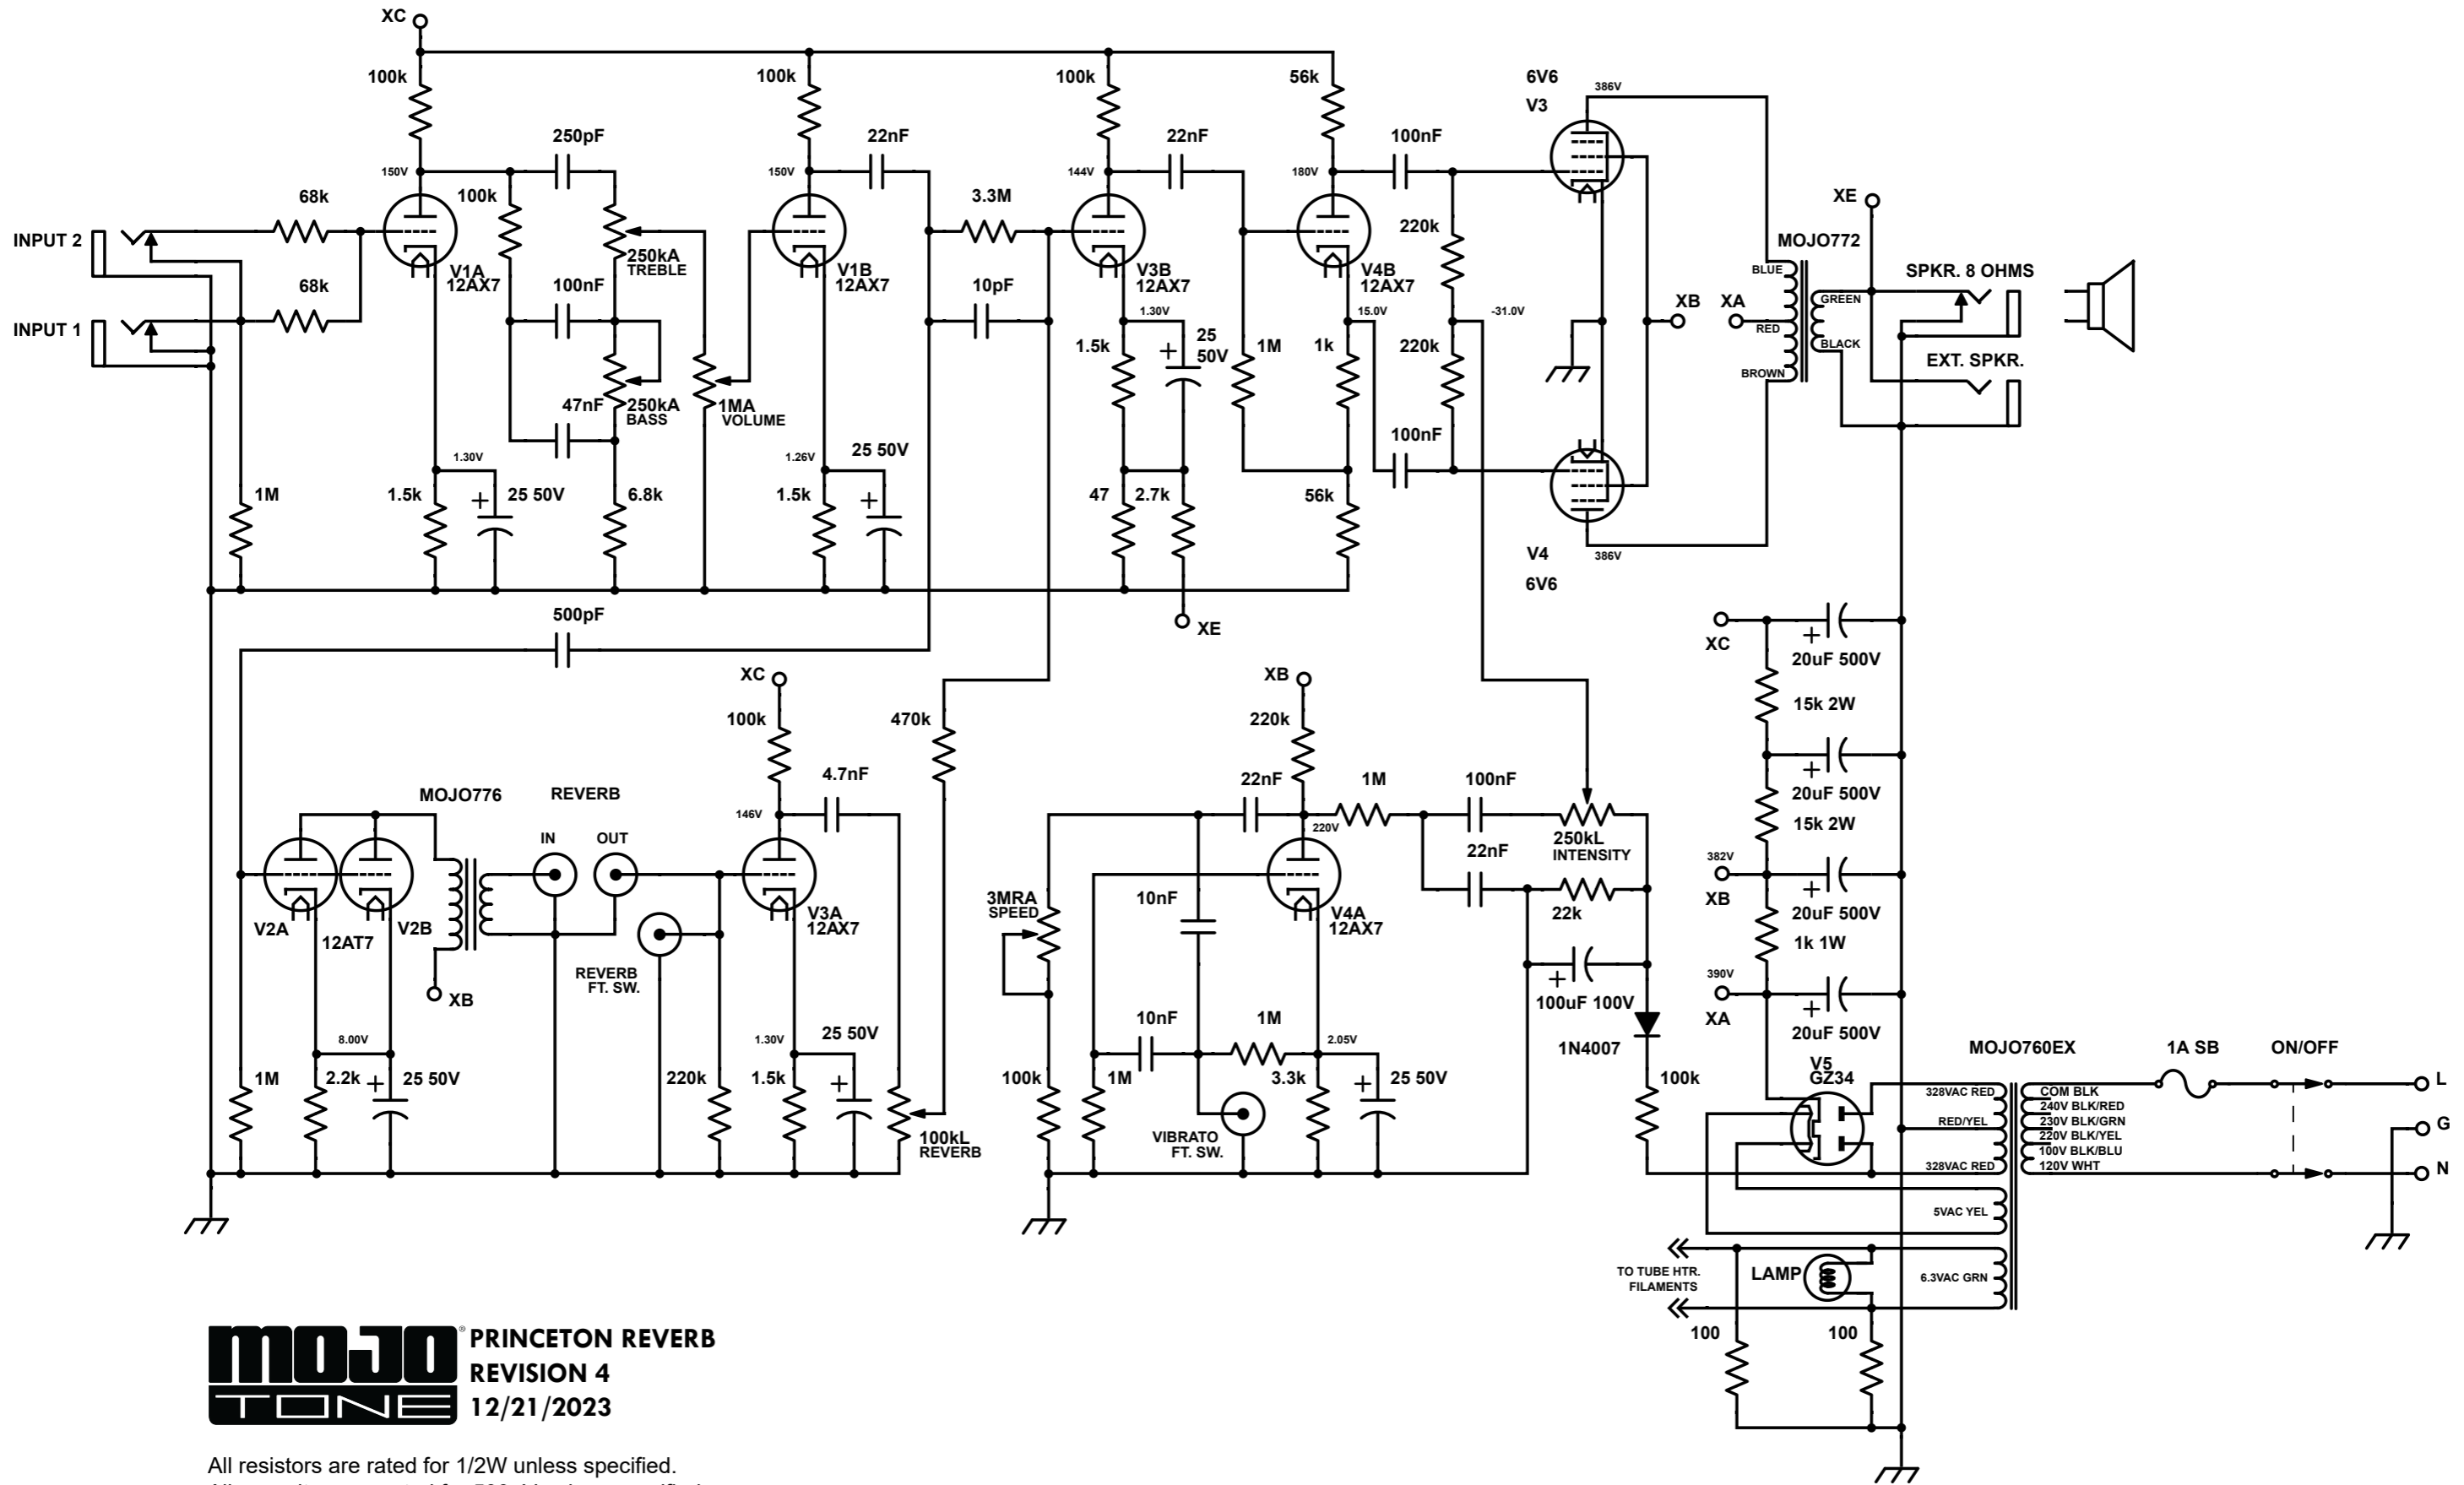 XC
100k
100k
100k
56k
6V6
V3
386V
250pF
22nF
22nF
100nF
150V
150V
144V
180V
68k
100k
3.3M
XE
INPUT 2
250kA
TREBLE
220k
MOJO772
V1A
12AX7
V1B
12AX7
V3B
12AX7
V4B
12AX7
BLUE
SPKR. 8 OHMS
68k
100nF
10pF
GREEN
INPUT 1
1.30V
15.0V
-31.0V
XB
XA
RED
1.5k
25
50V
1M
1k
220k
BLACK
EXT. SPKR.
BROWN
47nF
250kA
BASS
1MA
VOLUME
100nF
1.30V
1.26V
25 50V
1M
1.5k
25 50V
6.8k
1.5k
47
2.7k
56k
V4
386V
6V6
500pF
XE
XC
20uF 500V
XC
XB
100k
470k
220k
15k 2W
4.7nF
22nF
1M
100nF
MOJO776
REVERB
20uF 500V
146V
220V
15k 2W
IN
OUT
250kL
INTENSITY
22nF
382V
3MRA
SPEED
10nF
XB
V2A
12AT7
V2B
V3A
12AX7
V4A
12AX7
22k
20uF 500V
1k 1W
REVERB
FT. SW.
390V
XB
100uF 100V
XA
10nF
1M
20uF 500V
8.00V
1.30V
25 50V
2.05V
1N4007
MOJO760EX
1A SB
ON/OFF
V5
GZ34
1M
2.2k
25 50V
220k
1.5k
100k
1M
3.3k
25 50V
100k
328VAC RED
COM BLK
L
240V BLK/RED
RED/YEL
230V BLK/GRN
G
100kL
REVERB
VIBRATO
FT. SW.
220V BLK/YEL
100V BLK/BLU
328VAC RED
120V WHT
N
5VAC YEL
TO TUBE HTR.
FILAMENTS
LAMP
6.3VAC GRN
100
100
MOJO®
TONE
PRINCETON REVERB
REVISION 4
12/21/2023
All resistors are rated for 1/2W unless specified.